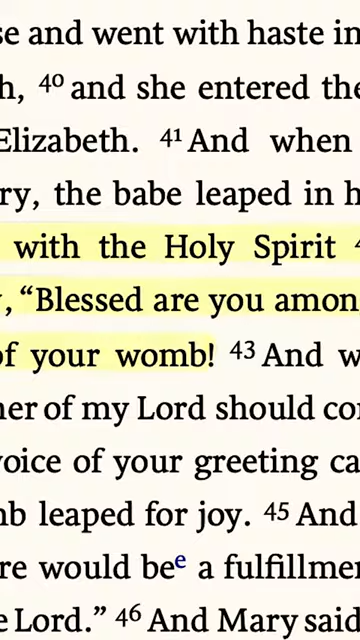 se and went with haste in
h, 40 and she entered the
Elizabeth. 41 And when
ry, the babe leaped in h
with the Holy Spirit 4
, "Blessed are you amon
of your womb! 43 And w
her of my Lord should co
voice of your greeting ca
mb leaped for joy. 45 And
re would be e a fulfillme
e Lord." 46 And Mary said